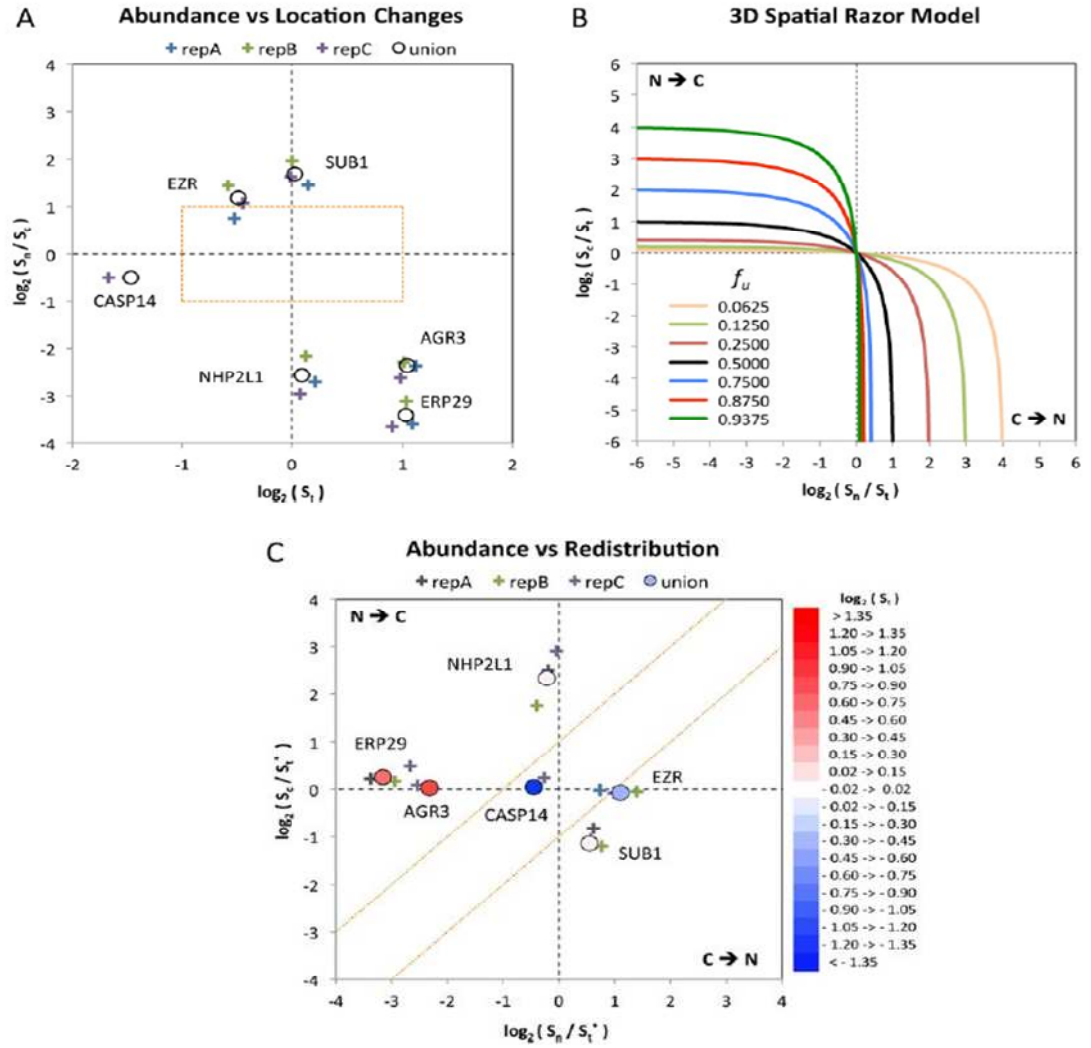 A
Abundance vs Location Changes
+ repA + repB + repC ○ union
4
3
2
1
0
-1
-2
-3
-4
log₂ ( Sₙ / Sₜ )
SUB1
EZR
CASP14
AGR3
NHP2L1
ERP29
-2 -1 0 1 2
log₂ ( Sₜ )
B
3D Spatial Razor Model
6
5
4
3
2
1
0
-1
-2
-3
-4
-5
-6
log₂ ( S꜀ / Sₜ )
N → C
fᵤ
0.0625
0.1250
0.2500
0.5000
0.7500
0.8750
0.9375
C → N
-6 -5 -4 -3 -2 -1 0 1 2 3 4 5 6
log₂ ( Sₙ / Sₜ )
C
Abundance vs Redistribution
+ repA + repB + repC ○ union
4
3
2
1
0
-1
-2
-3
-4
log₂ ( S꜀ / Sₜ* )
N → C
NHP2L1
ERP29
AGR3
CASP14
EZR
SUB1
C → N
-4 -3 -2 -1 0 1 2 3 4
log₂ ( Sₙ / Sₜ* )
log₂ ( Sₜ )
> 1.35
1.20 -> 1.35
1.05 -> 1.20
0.90 -> 1.05
0.75 -> 0.90
0.60 -> 0.75
0.45 -> 0.60
0.30 -> 0.45
0.15 -> 0.30
0.02 -> 0.15
- 0.02 -> 0.02
- 0.02 -> - 0.15
- 0.15 -> - 0.30
- 0.30 -> - 0.45
- 0.45 -> - 0.60
- 0.60 -> - 0.75
- 0.75 -> - 0.90
- 0.90 -> - 1.05
- 1.05 -> - 1.20
- 1.20 -> - 1.35
< - 1.35